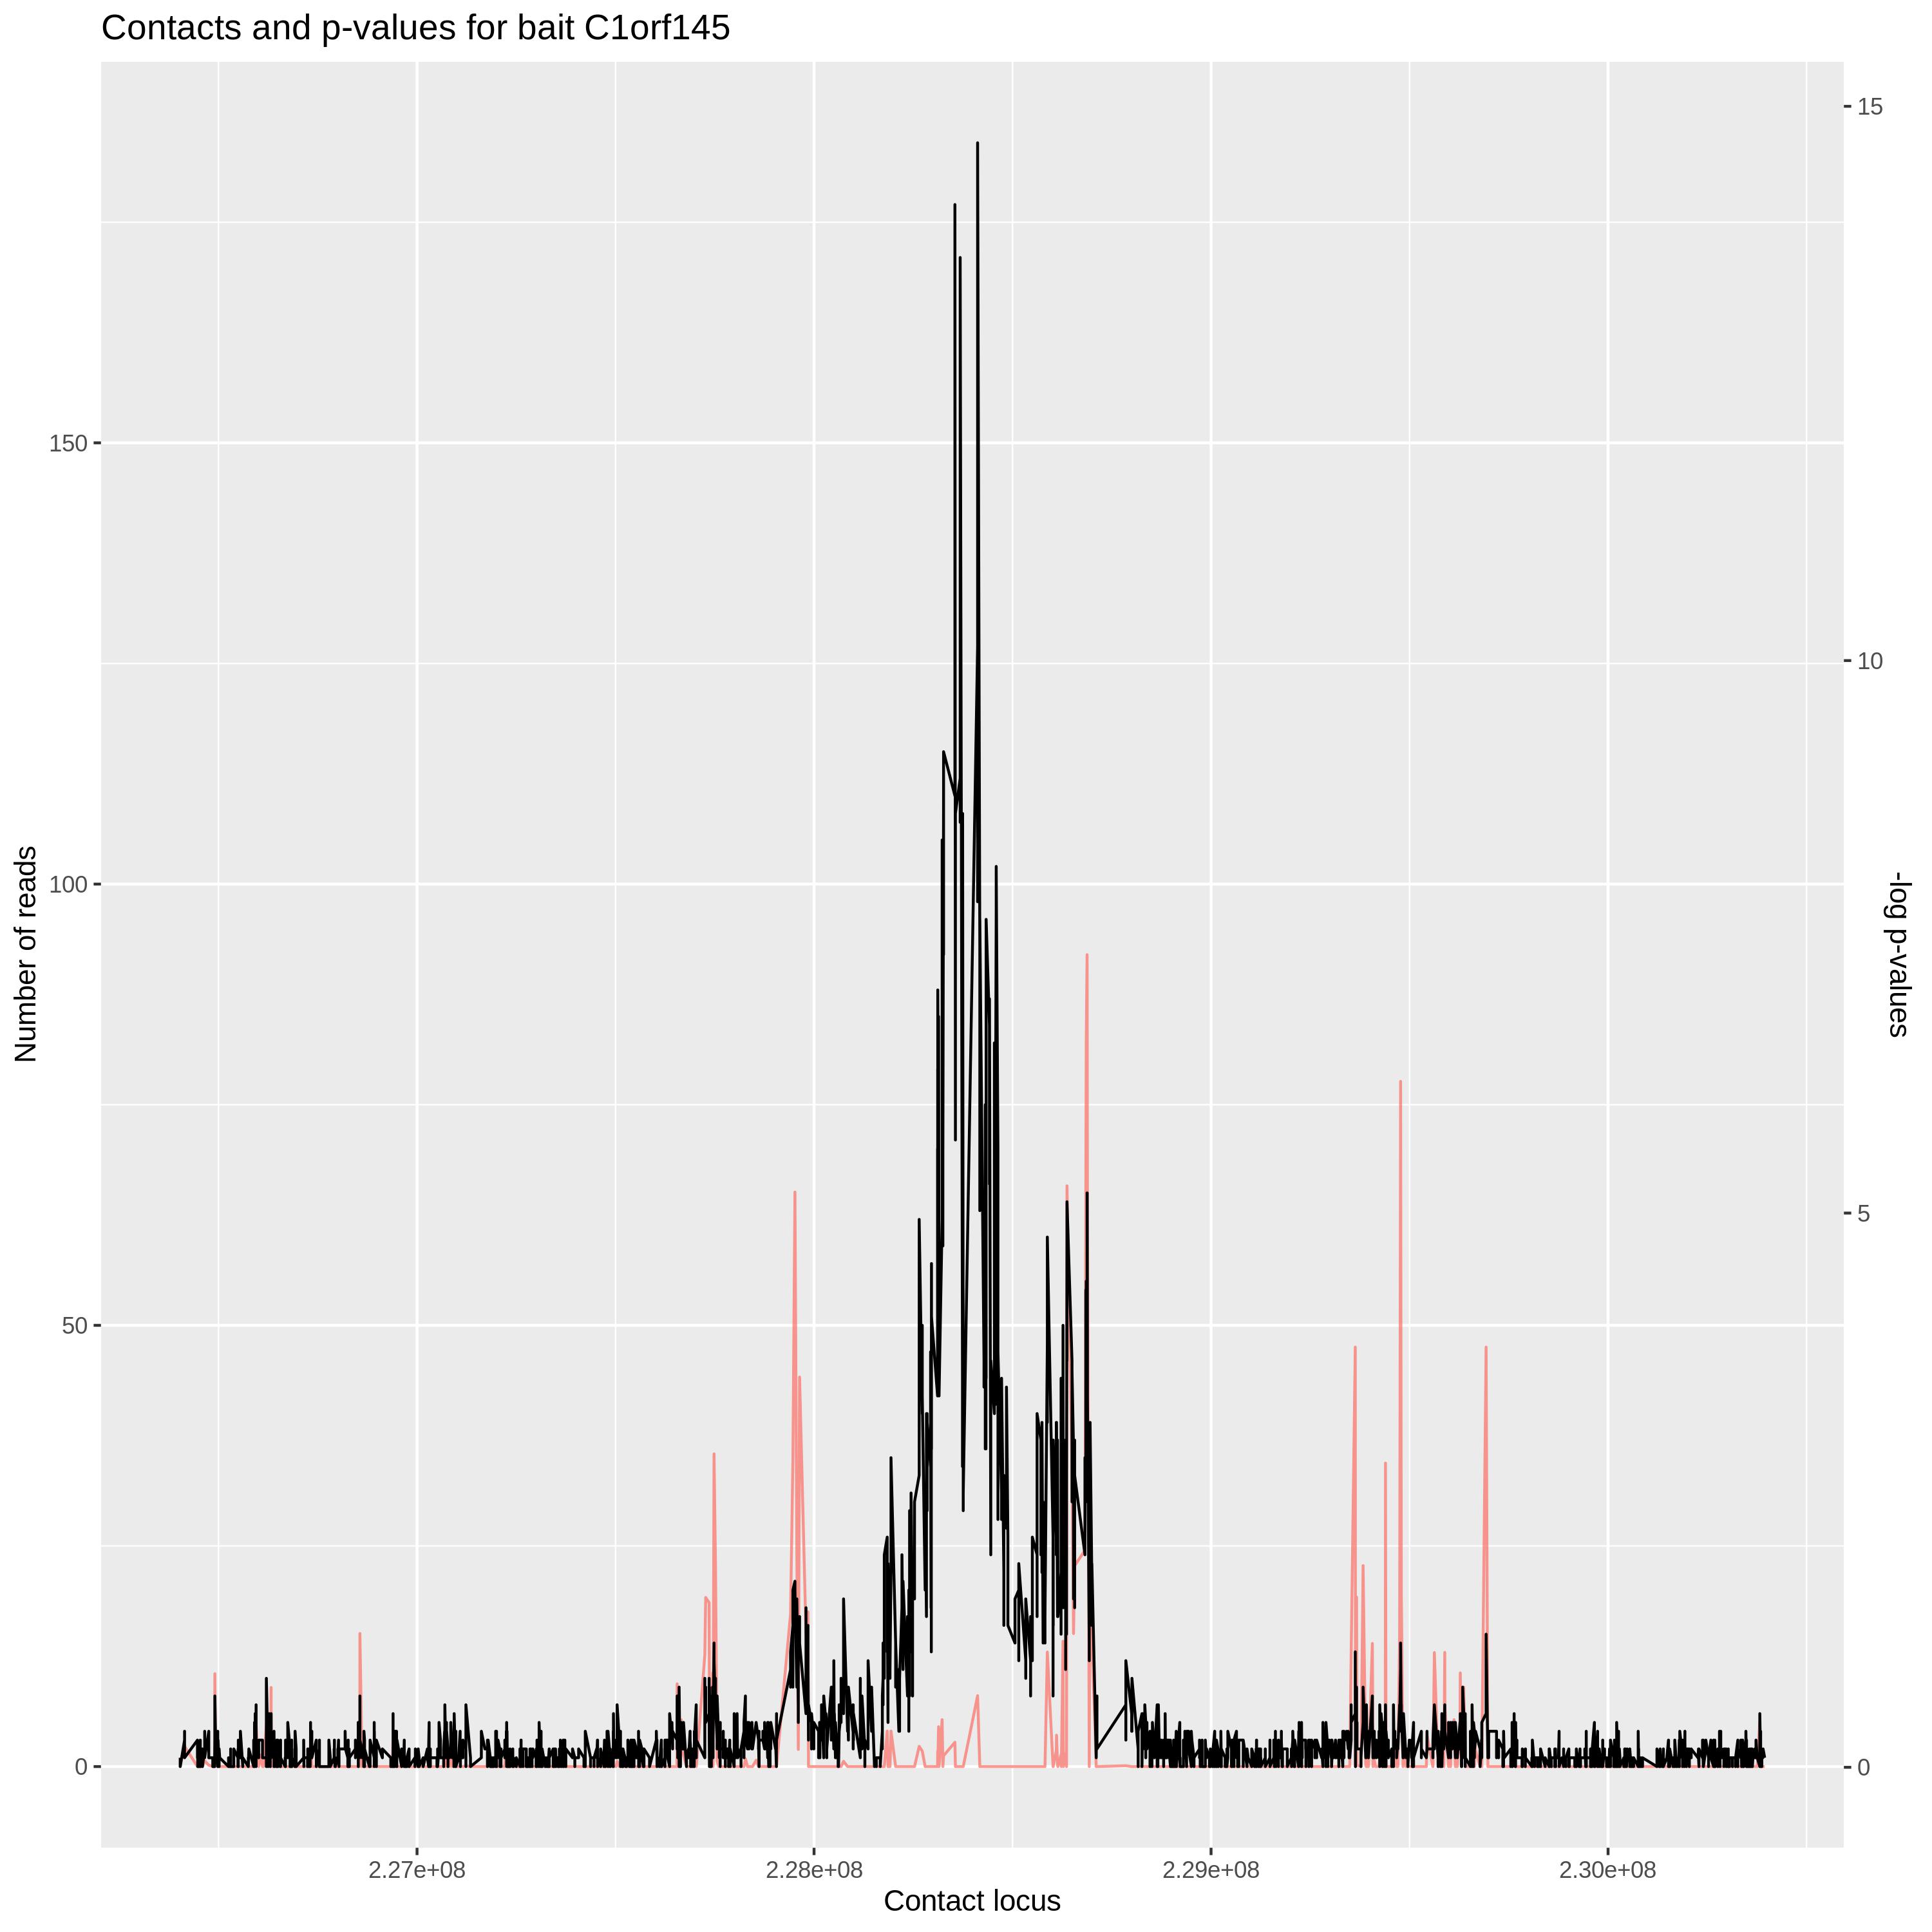 Contacts and p-values for bait C1orf145
Number of reads
150
100
50
0
15
10
5
0
-log p-values
2.27e+08
2.28e+08
2.29e+08
2.30e+08
Contact locus